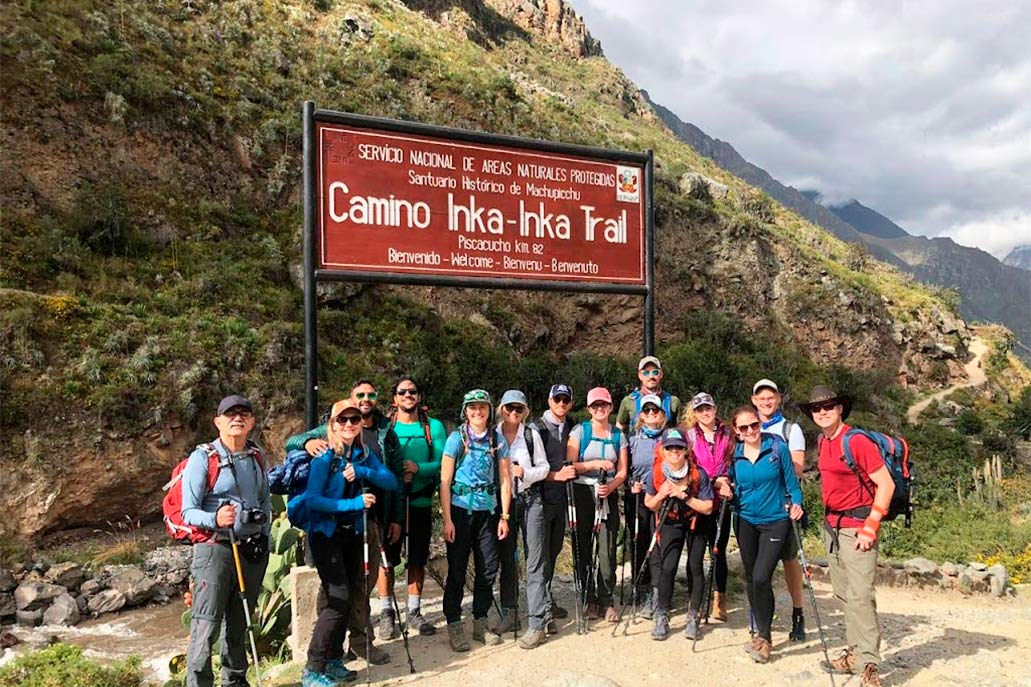 SERVICIO NACIONAL DE AREAS NATURALES PROTEGIDAS
Santuario Histórico de Machupicchu
Camino Inka-Inka Trail
Piscacucho km. 82
Bienvenido - Welcome - Bienvenu - Benvenuto